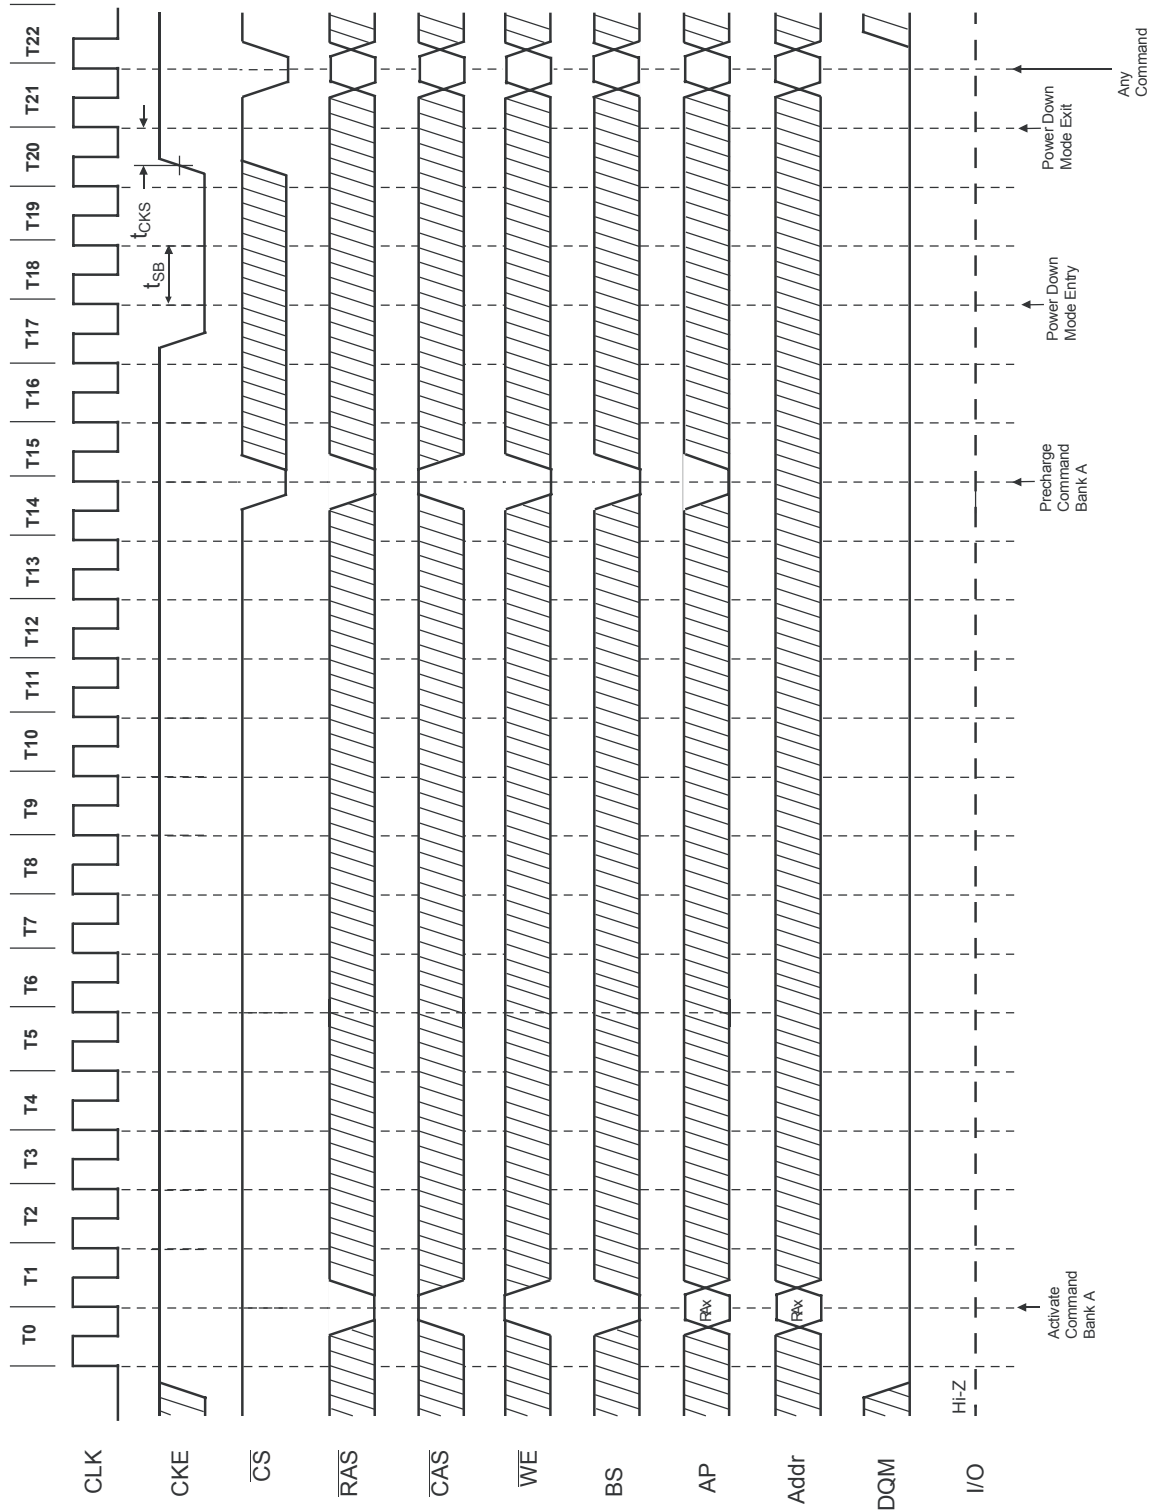 T0 T1 T2 T3 T4 T5 T6 T7 T8 T9 T10 T11 T12 T13 T14 T15 T16 T17 T18 T19 T20 T21 T22
CLK
CKE
tSB
tCKS
CS
RAS
CAS
WE
BS
AP
RAx
Addr
RAx
DQM
I/O
Hi-Z
Activate
Command
Bank A
Precharge
Command
Bank A
Power Down
Mode Entry
Power Down
Mode Exit
Any
Command